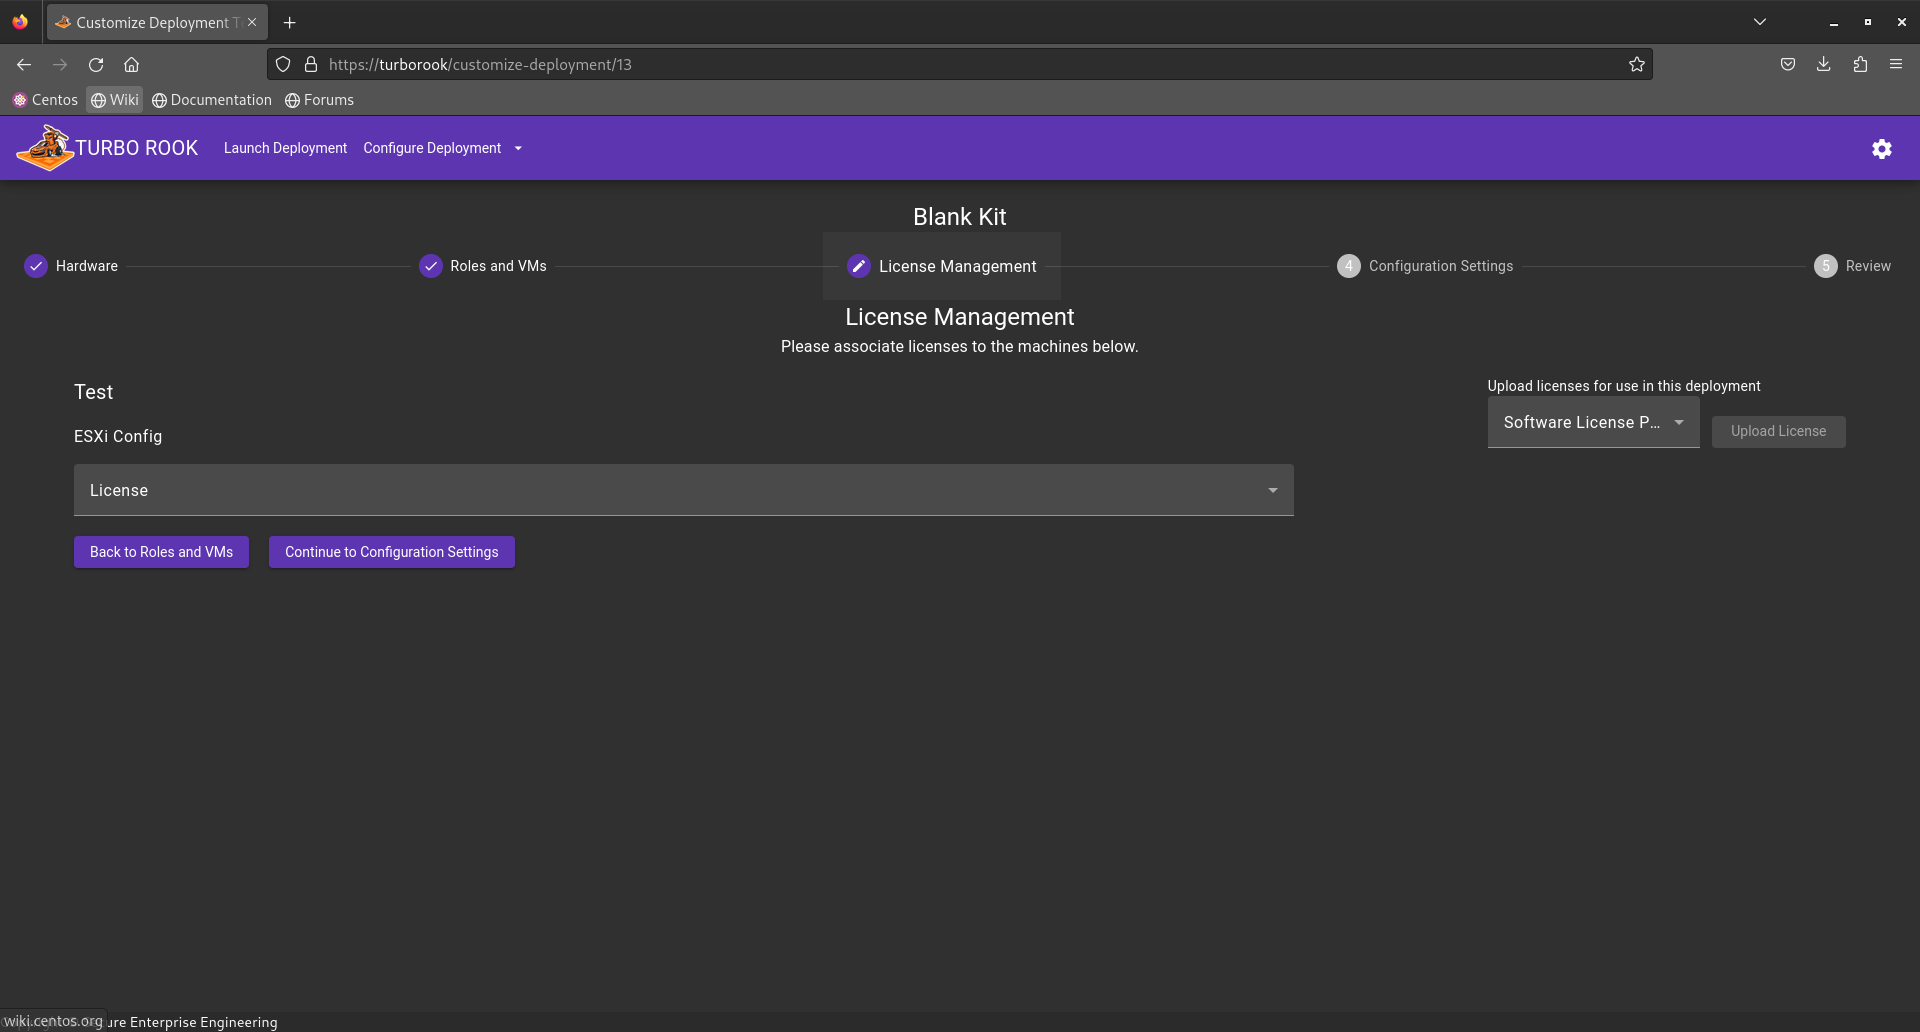 Customize Deployment T
https://turborook/customize-deployment/13
Centos Wiki Documentation Forums
TURBO ROOK Launch Deployment Configure Deployment
Blank Kit
Hardware Roles and VMs License Management 4 Configuration Settings 5 Review
License Management
Please associate licenses to the machines below.
Test
Upload licenses for use in this deployment
Software License P... Upload License
ESXi Config
License
Back to Roles and VMs Continue to Configuration Settings
wiki.centos.org ure Enterprise Engineering